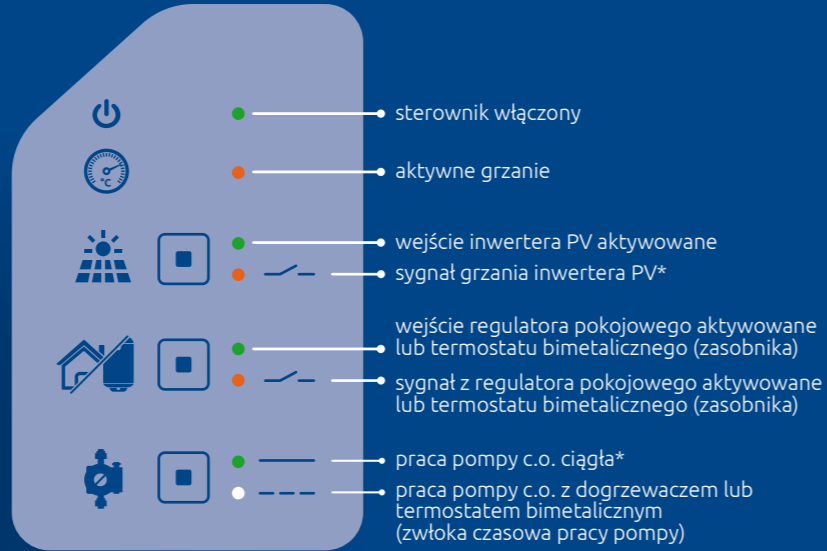 sterownik włączony
°C
aktywne grzanie
wejście inwertera PV aktywowane
sygnał grzania inwertera PV*
wejście regulatora pokojowego aktywowane
lub termostatu bimetalicznego (zasobnika)
sygnał z regulatora pokojowego aktywowane
lub termostatu bimetalicznego (zasobnika)
praca pompy c.o. ciągła*
praca pompy c.o. z dogrzewaczem lub
termostatem bimetalicznym
(zwłoka czasowa pracy pompy)